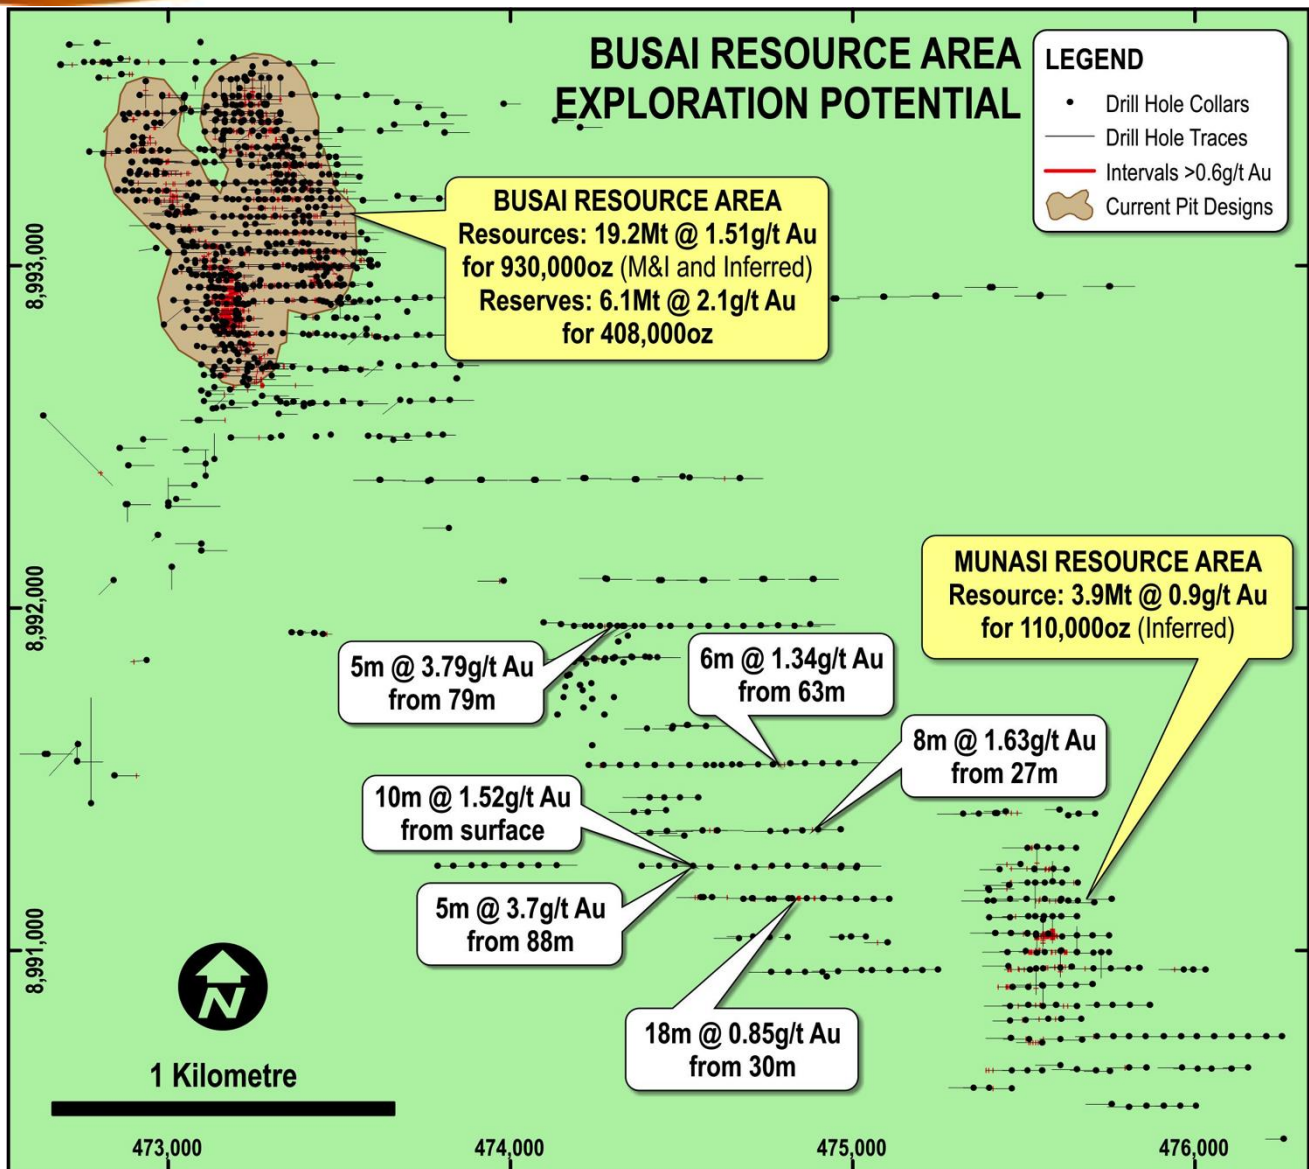 BUSAI RESOURCE AREA
EXPLORATION POTENTIAL
LEGEND
Drill Hole Collars
Drill Hole Traces
Intervals >0.6g/t Au
Current Pit Designs
BUSAI RESOURCE AREA
Resources: 19.2Mt @ 1.51g/t Au
for 930,000oz (M&I and Inferred)
Reserves: 6.1Mt @ 2.1g/t Au
for 408,000oz
MUNASI RESOURCE AREA
Resource: 3.9Mt @ 0.9g/t Au
for 110,000oz (Inferred)
5m @ 3.79g/t Au
from 79m
6m @ 1.34g/t Au
from 63m
8m @ 1.63g/t Au
from 27m
10m @ 1.52g/t Au
from surface
5m @ 3.7g/t Au
from 88m
18m @ 0.85g/t Au
from 30m
8,993,000
8,992,000
8,991,000
N
1 Kilometre
473,000
474,000
475,000
476,000